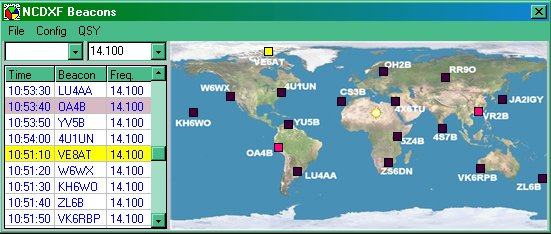 NCDXF Beacons
File Config QSY
14.100
Time Beacon Freq.
10:53:30 LU4AA 14.100
10:53:40 OA4B 14.100
10:53:50 YV5B 14.100
10:54:00 4U1UN 14.100
10:51:10 VE8AT 14.100
10:51:20 W6WX 14.100
10:51:30 KH6WO 14.100
10:51:40 ZL6B 14.100
10:51:50 VK6RBP 14.100
VE8AT
OH2B
RR9O
W6WX
4U1UN
CS3B
4X6TU
JA2IGY
KH6WO
YU5B
VR2B
5Z4B
4S7B
OA4B
ZS6DN
LU4AA
VK6RPB
ZL6B